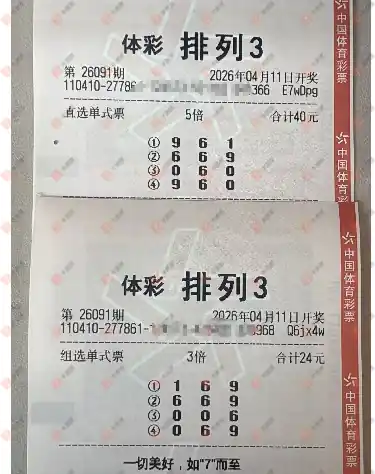 体彩 排列3
第 26091期 2026年04月11日开奖
110410-27786 366 E7wDpg
直选单式票 5倍 合计40元
① 9 6 1
② 6 6 9
③ 0 6 0
④ 9 6 0
中国体育彩票
中国体育彩
体彩 排列3
第 26091期 2026年04月11日开奖
110410-277861- 968 Q6jx4w
组选单式票 3倍 合计24元
① 1 6 9
② 6 6 9
③ 0 0 6
④ 0 6 9
一切美好，如"7"而至
中国体育彩票
中国体育彩票